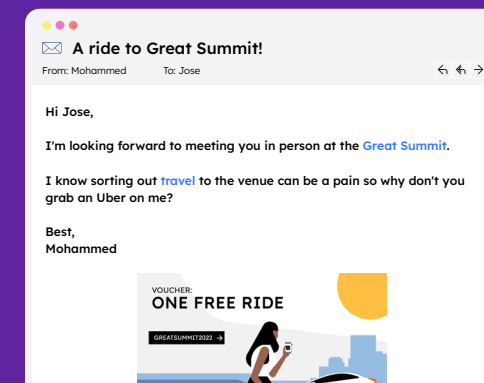 A ride to Great Summit!
From: Mohammed To: Jose
Hi Jose,
I'm looking forward to meeting you in person at the Great Summit.
I know sorting out travel to the venue can be a pain so why don't you
grab an Uber on me?
Best,
Mohammed
VOUCHER:
ONE FREE RIDE
GREATSUMMIT2022 →